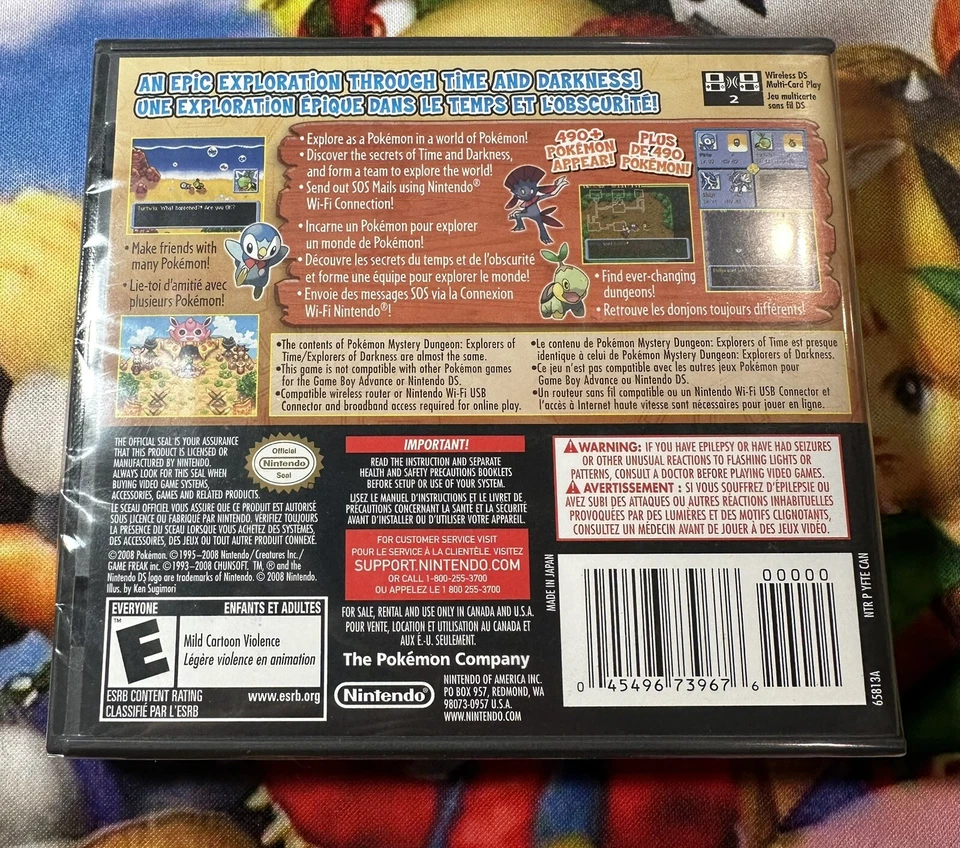 AN EPIC EXPLORATION THROUGH TIME AND DARKNESS!
UNE EXPLORATION ÉPIQUE DANS LE TEMPS ET L'OBSCURITÉ!
2
Wireless DS
Multi-Card Play
Jeu multicarte
sans fil DS
Turtwig: What happened?! Are you OK?
• Make friends with
many Pokémon!
• Lie-toi d'amitié avec
plusieurs Pokémon!
• Explore as a Pokémon in a world of Pokémon!
• Discover the secrets of Time and Darkness,
and form a team to explore the world!
• Send out SOS Mails using Nintendo®
Wi-Fi Connection!
• Incarne un Pokémon pour explorer
un monde de Pokémon!
• Découvre les secrets du temps et de l'obscurité
et forme une équipe pour explorer le monde!
• Envoie des messages SOS via la Connexion
Wi-Fi Nintendo®!
490+
POKÉMON
APPEAR!
PLUS
DE 490
POKÉMON!
• Find ever-changing
dungeons!
• Retrouve les donjons toujours différents!
•The contents of Pokémon Mystery Dungeon: Explorers of
Time/Explorers of Darkness are almost the same.
•This game is not compatible with other Pokémon games
for the Game Boy Advance or Nintendo DS.
•Compatible wireless router or Nintendo Wi-Fi USB
Connector and broadband access required for online play.
•Le contenu de Pokémon Mystery Dungeon: Explorers of Time est presque
identique à celui de Pokémon Mystery Dungeon: Explorers of Darkness.
•Ce jeu n'est pas compatible avec les autres jeux Pokémon pour
Game Boy Advance ou Nintendo DS.
•Un routeur sans fil compatible ou un Nintendo Wi-Fi USB Connector et
l'accès à Internet haute vitesse sont nécessaires pour jouer en ligne.
THE OFFICIAL SEAL IS YOUR ASSURANCE
THAT THIS PRODUCT IS LICENSED OR
MANUFACTURED BY NINTENDO.
ALWAYS LOOK FOR THIS SEAL WHEN
BUYING VIDEO GAME SYSTEMS,
ACCESSORIES, GAMES AND RELATED PRODUCTS.
LE SCEAU OFFICIEL VOUS ASSURE QUE CE PRODUIT EST AUTORISÉ
SOUS LICENCE OU FABRIQUÉ PAR NINTENDO. VÉRIFIEZ TOUJOURS
LA PRÉSENCE DU SCEAU LORSQUE VOUS ACHETEZ DES SYSTÈMES,
DES ACCESSOIRES, DES JEUX OU TOUT AUTRE PRODUIT CONNEXE.
Official
Nintendo
Seal
©2008 Pokémon. ©1995–2008 Nintendo/Creatures Inc./
GAME FREAK inc. ©1993–2008 CHUNSOFT. TM, ® and the
Nintendo DS logo are trademarks of Nintendo. © 2008 Nintendo.
Illus. by Ken Sugimori
EVERYONE
ENFANTS ET ADULTES
E
TM
Mild Cartoon Violence
Légère violence en animation
ESRB CONTENT RATING
www.esrb.org
CLASSIFIÉ PAR L'ESRB
IMPORTANT!
READ THE INSTRUCTION AND SEPARATE
HEALTH AND SAFETY PRECAUTIONS BOOKLETS
BEFORE SETUP OR USE OF YOUR SYSTEM.
LISEZ LE MANUEL D'INSTRUCTIONS ET LE LIVRET DE
PRÉCAUTIONS CONCERNANT LA SANTÉ ET LA SÉCURITÉ
AVANT D'INSTALLER OU D'UTILISER VOTRE APPAREIL.
FOR CUSTOMER SERVICE VISIT
POUR LE SERVICE À LA CLIENTÈLE, VISITEZ
SUPPORT.NINTENDO.COM
OR CALL 1-800-255-3700
OU APPELEZ LE 1 800 255-3700
FOR SALE, RENTAL AND USE ONLY IN CANADA AND U.S.A.
POUR VENTE, LOCATION ET UTILISATION AU CANADA ET
AUX É.-U. SEULEMENT.
The Pokémon Company
Nintendo®
NINTENDO OF AMERICA INC.
PO BOX 957, REDMOND, WA
98073-0957 U.S.A.
WWW.NINTENDO.COM
WARNING: IF YOU HAVE EPILEPSY OR HAVE HAD SEIZURES
OR OTHER UNUSUAL REACTIONS TO FLASHING LIGHTS OR
PATTERNS, CONSULT A DOCTOR BEFORE PLAYING VIDEO GAMES.
AVERTISSEMENT : SI VOUS SOUFFREZ D'ÉPILEPSIE OU
AVEZ SUBI DES ATTAQUES OU AUTRES RÉACTIONS INHABITUELLES
PROVOQUÉES PAR DES LUMIÈRES ET DES MOTIFS CLIGNOTANTS,
CONSULTEZ UN MÉDECIN AVANT DE JOUER À DES JEUX VIDÉO.
MADE IN JAPAN
00000
0 45496 73967 6
NTR P YFTE CAN
65813A